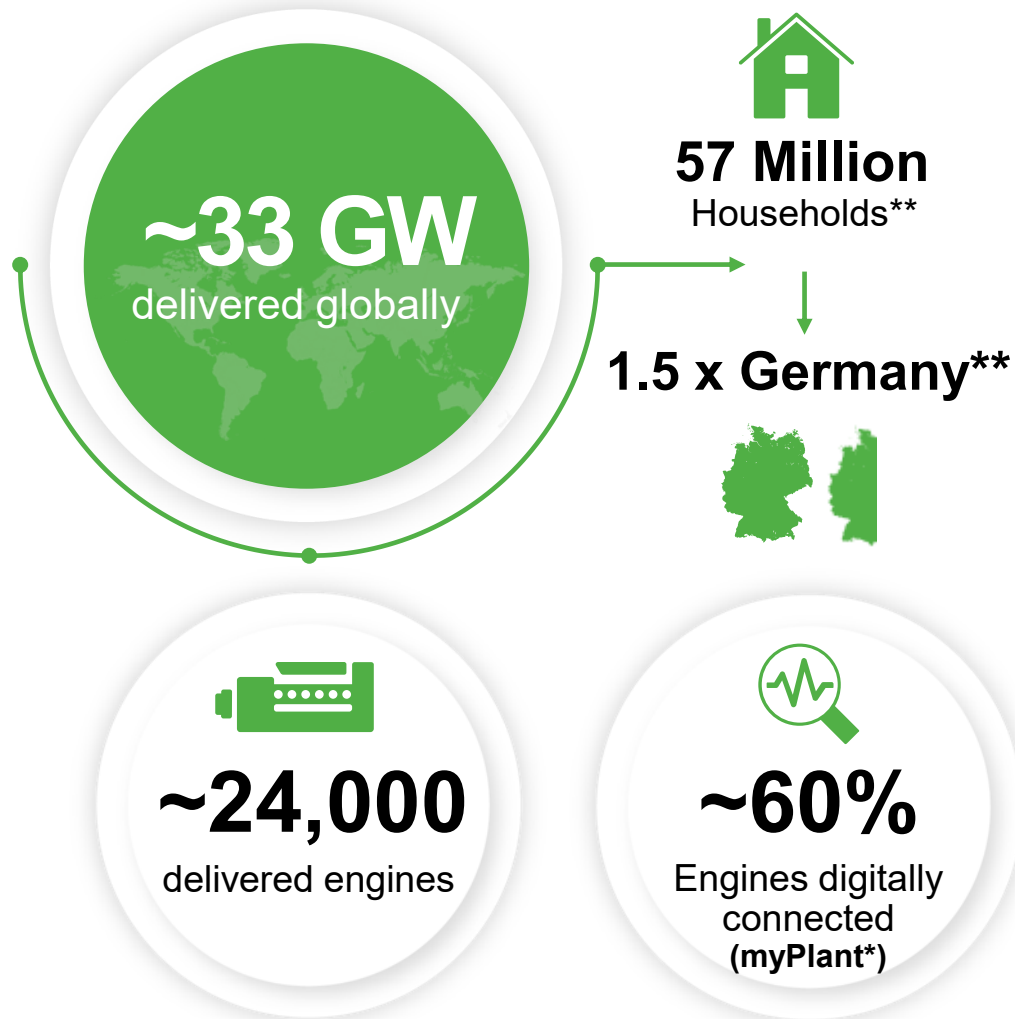 ~33 GW
delivered globally
57 Million
Households**
1.5 x Germany**
~24,000
delivered engines
~60%
Engines digitally
connected
(myPlant*)